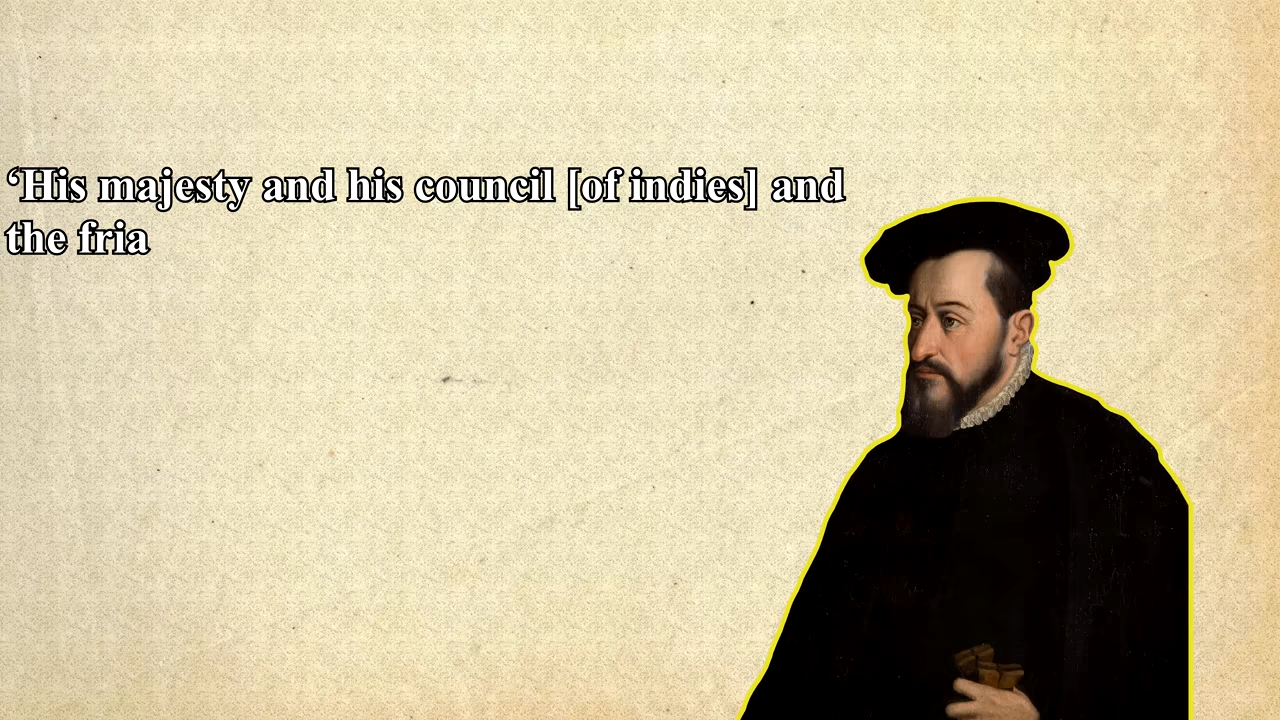 ‘His majesty and his council [of indies] and
the fria